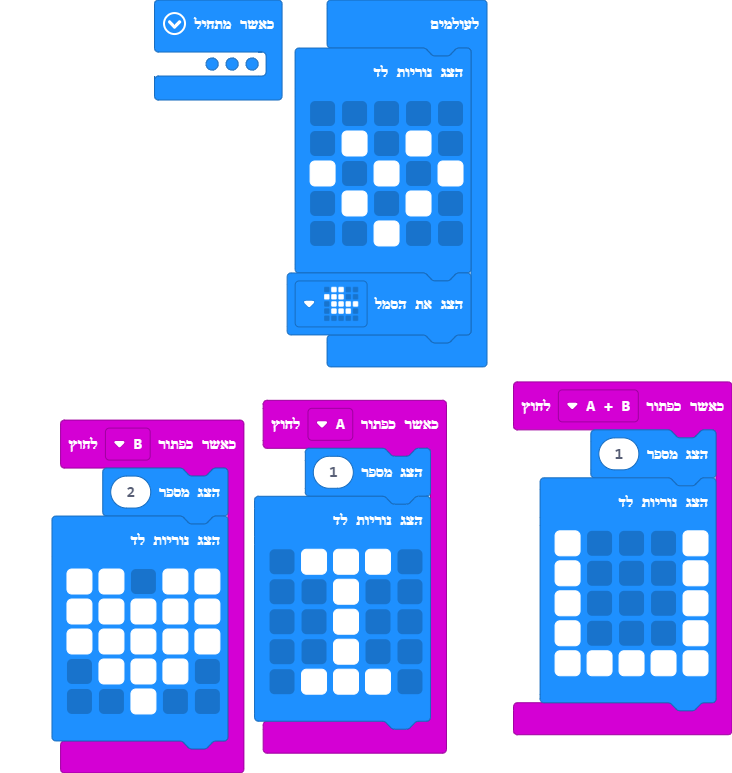 לעולמים
הצג נוריות לד
הצג את הסמל
כאשר מתחיל
כאשר כפתור A + B לחוץ
הצג מספר 1
הצג נוריות לד
כאשר כפתור A לחוץ
הצג מספר 1
הצג נוריות לד
כאשר כפתור B לחוץ
הצג מספר 2
הצג נוריות לד